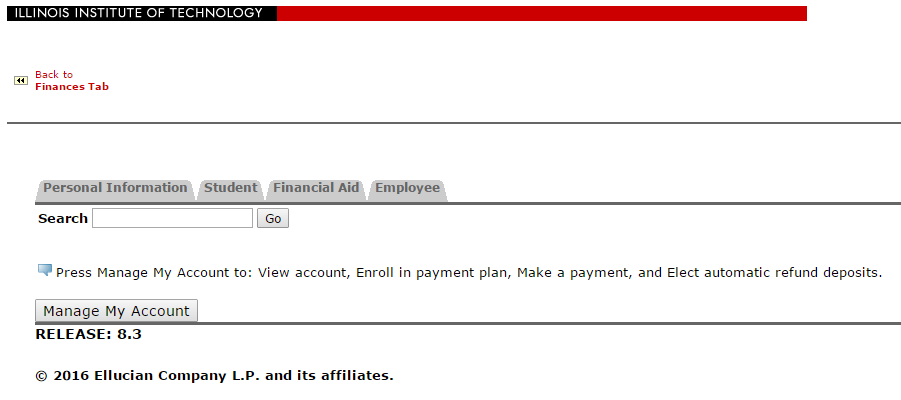 ILLINOIS INSTITUTE OF TECHNOLOGY
Back to
Finances Tab
Personal Information Student Financial Aid Employee
Search Go
Press Manage My Account to: View account, Enroll in payment plan, Make a payment, and Elect automatic refund deposits.
Manage My Account
RELEASE: 8.3
© 2016 Ellucian Company L.P. and its affiliates.